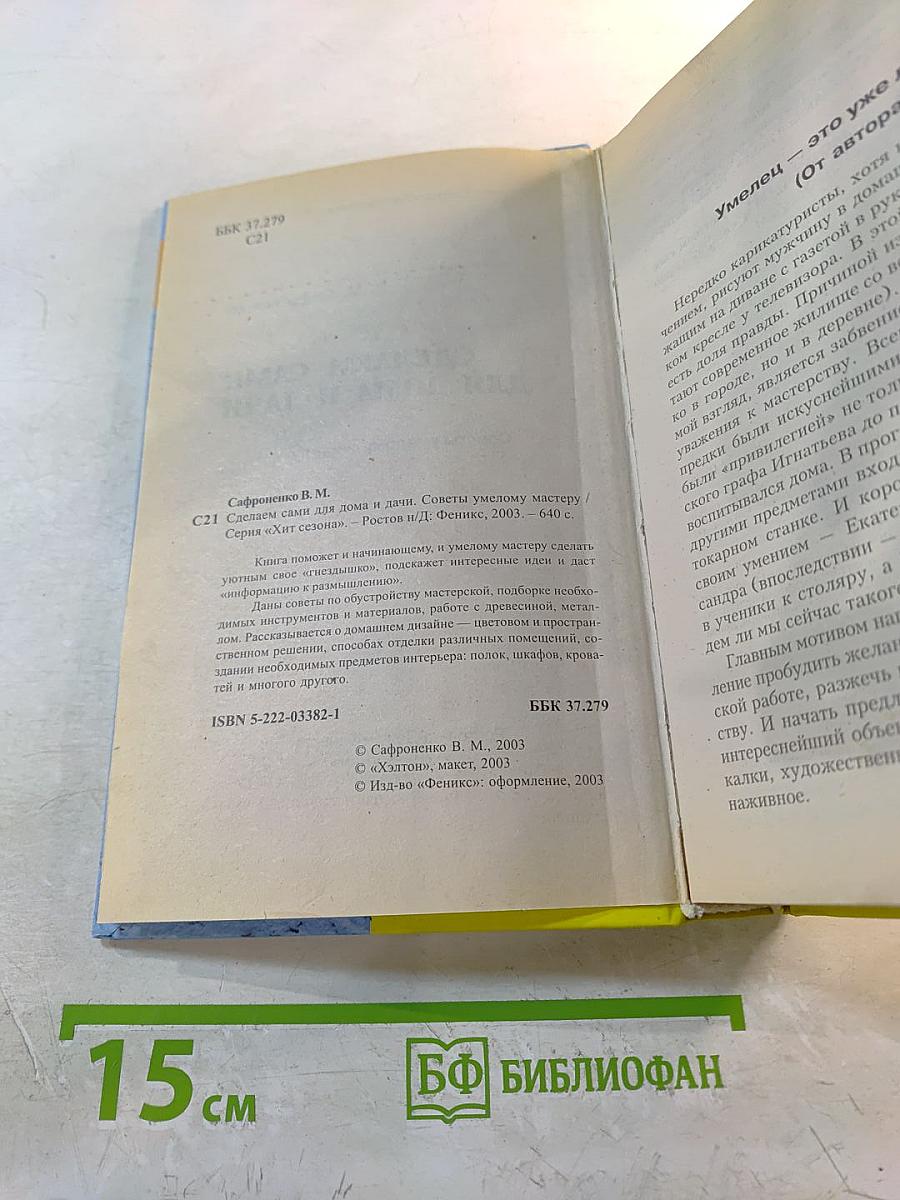 ББК 37.279
С21
Сафроненко В. М.
С21 Сделаем сами для дома и дачи. Советы умелому мастеру /
Серия «Хит сезона». – Ростов н/Д: Феникс, 2003. – 640 с.
Книга поможет и начинающему, и умелому мастеру сделать
уютным свое «гнездышко», подскажет интересные идеи и даст
«информацию к размышлению».
Даны советы по обустройству мастерской, подборке необхо-
димых инструментов и материалов, работе с древесиной, метал-
лом. Рассказывается о домашнем дизайне — цветовом и простран-
ственном решении, способах отделки различных помещений, со-
здании необходимых предметов интерьера: полок, шкафов, крова-
тей и многого другого.
ISBN 5-222-03382-1
ББК 37.279
© Сафроненко В. М., 2003
© «Хэлтон», макет, 2003
© Изд-во «Феникс»: оформление, 2003
Умелец — это уже
(От автора
Нередко карикатуристы, хотя
чением, рисуют мужчину в домаш
жащим на диване с газетой в рук
ком кресле у телевизора. В этой
есть доля правды. Причиной из
тают современное жилище со ве
ко в городе, но и в деревне).
мой взгляд, является забвение
уважения к мастерству. Все
предки были искуснейшими
были «привилегией» не толь
ского графа Игнатьева до п
воспитывался дома. В прог
другими предметами вход
токарном станке. И коро
своим умением — Екате
сандра (впоследствии —
в ученики к столяру, а
дем ли мы сейчас такого
Главным мотивом наш
ление пробудить желан
ской работе, разжечь
ству. И начать предл
интереснейший объек
калки, художественн
наживное.
15 см
БФ БИБЛИОФАН